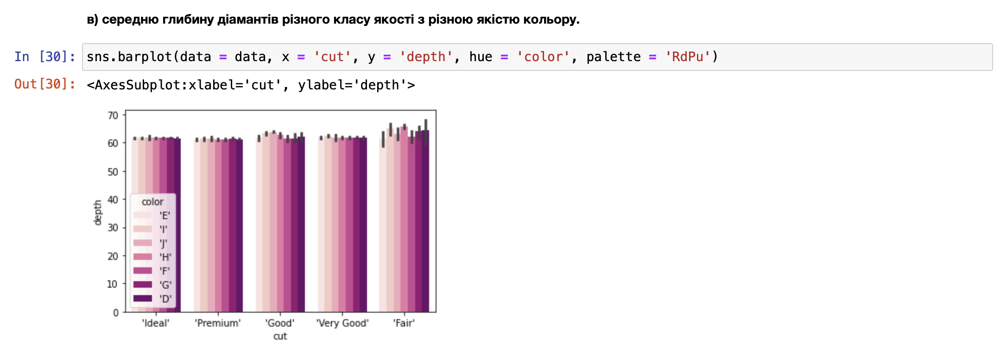 в) середню глибину діамантів різного класу якості з різною якістю кольору.
In [30]: sns.barplot(data = data, x = 'cut', y = 'depth', hue = 'color', palette = 'RdPu')
Out[30]: <AxesSubplot:xlabel='cut', ylabel='depth'>
70
60
50
40
30
20
10
0
depth
color
'E'
'I'
'J'
'H'
'F'
'G'
'D'
'Ideal' 'Premium' 'Good' 'Very Good' 'Fair'
cut